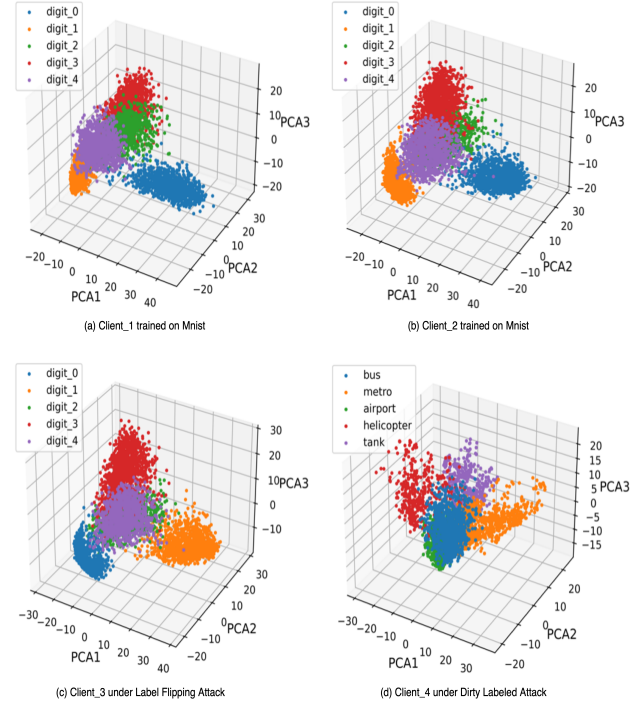 digit_0
digit_1
digit_2
digit_3
digit_4
20
10
0
−10
−20
PCA3
30
20
10
0
−10
−20
PCA2
−20
−10
0
10
20
30
40
PCA1
(a) Client_1 trained on Mnist
digit_0
digit_1
digit_2
digit_3
digit_4
20
10
0
−10
−20
PCA3
30
20
10
0
−10
−20
PCA2
−20
−10
0
10
20
30
40
PCA1
(b) Client_2 trained on Mnist
digit_0
digit_1
digit_2
digit_3
digit_4
30
20
10
0
−10
PCA3
30
20
10
0
−10
−20
PCA2
−30
−20
−10
0
10
20
30
40
PCA1
(c) Client_3 under Label Flipping Attack
bus
metro
airport
helicopter
tank
20
15
10
5
0
−5
−10
−15
PCA3
20
10
0
−10
−20
PCA2
−30
−20
−10
0
10
20
30
PCA1
(d) Client_4 under Dirty Labeled Attack